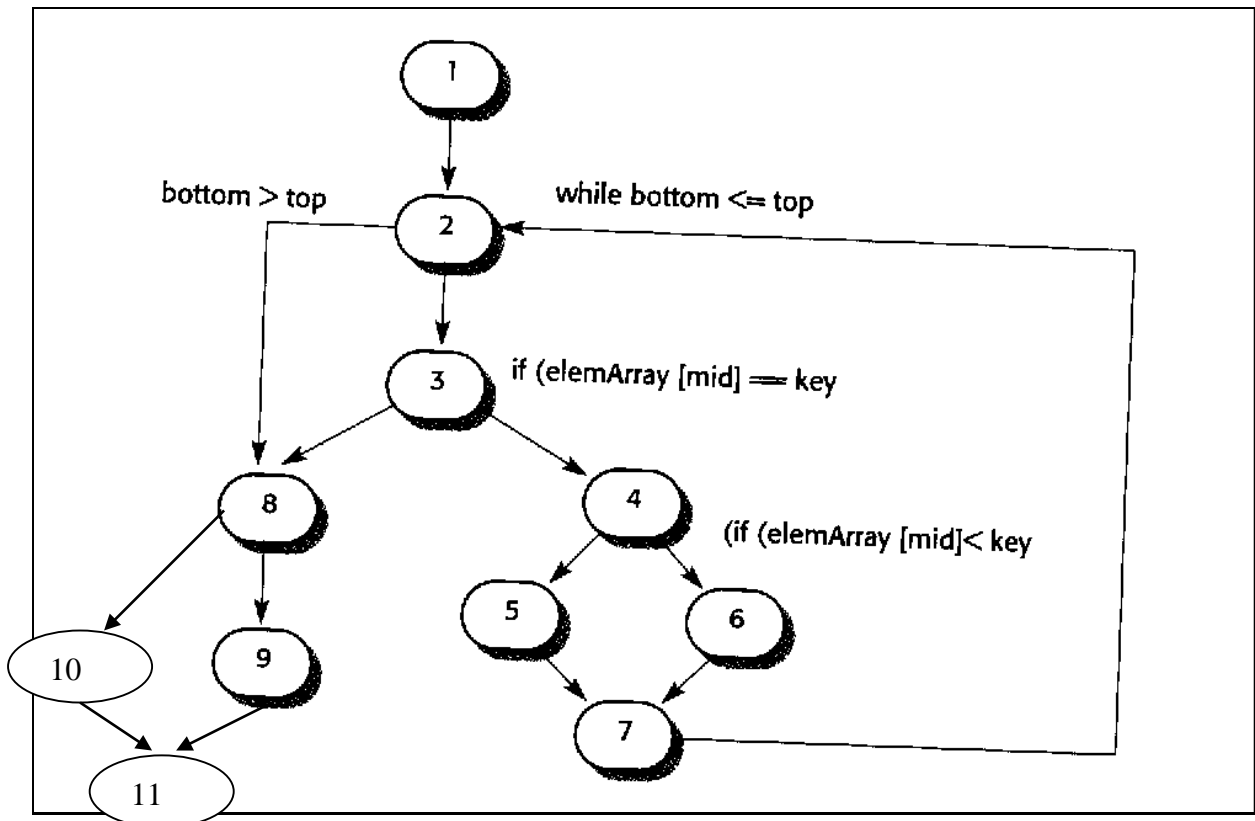 1
bottom > top
while bottom <= top
2
3
if (elemArray [mid] == key
8
4
(if (elemArray [mid]< key
5
6
10
9
7
11